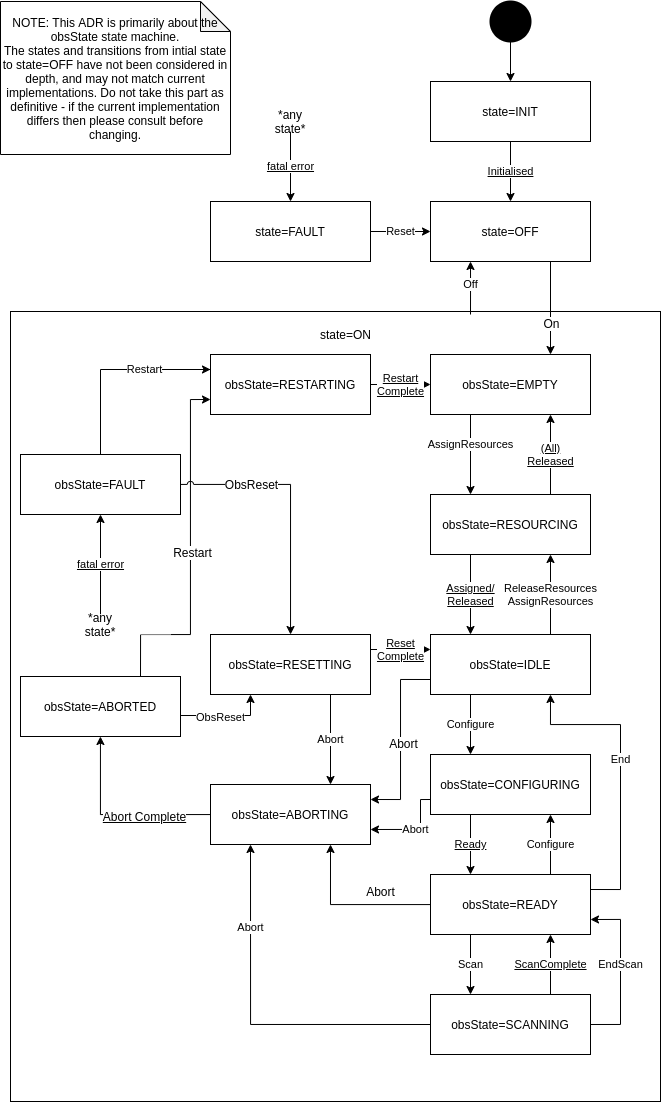 NOTE: This ADR is primarily about the
obsState state machine.
The states and transitions from intial state
to state=OFF have not been considered in
depth, and may not match current
implementations. Do not take this part as
definitive - if the current implementation
differs then please consult before
changing.
state=INIT
*any
state*
fatal error
Initialised
state=FAULT
Reset
state=OFF
Off
On
state=ON
Restart
obsState=RESTARTING
Restart
Complete
obsState=EMPTY
AssignResources
(All)
Released
obsState=FAULT
ObsReset
obsState=RESOURCING
Restart
fatal error
*any
state*
Assigned/
Released
ReleaseResources
AssignResources
obsState=RESETTING
Reset
Complete
obsState=IDLE
obsState=ABORTED
ObsReset
Abort
Abort
Configure
End
obsState=CONFIGURING
Abort Complete
obsState=ABORTING
Abort
Ready
Configure
Abort
obsState=READY
Abort
Scan
ScanComplete
EndScan
obsState=SCANNING